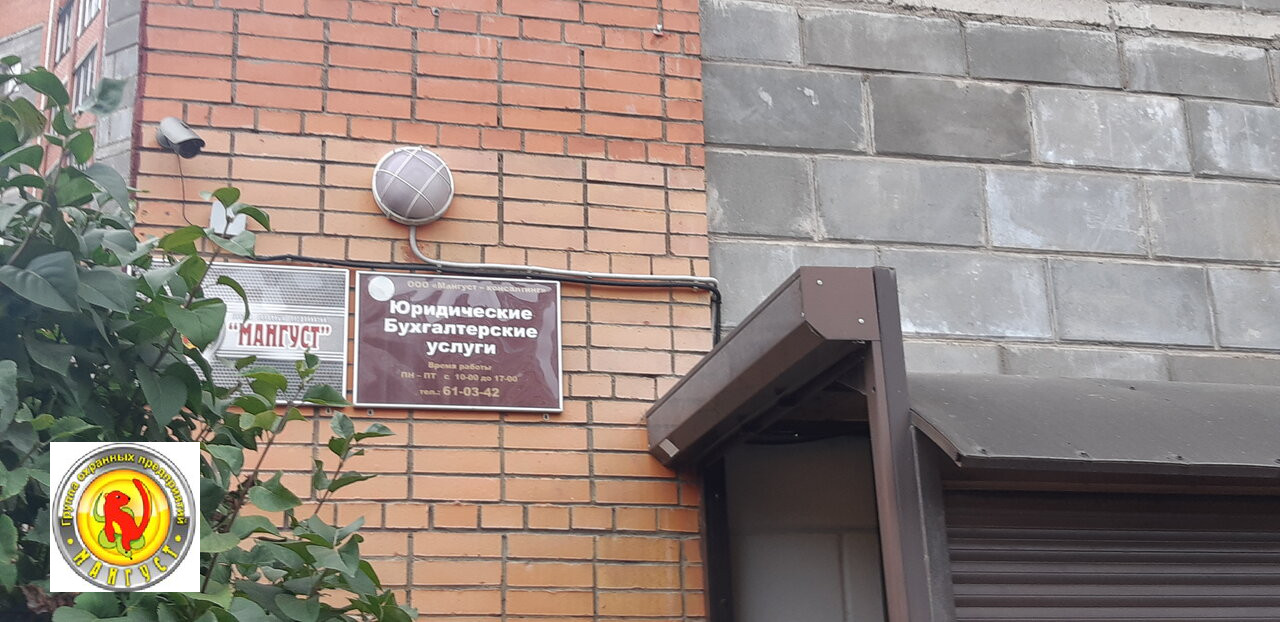 "МАНГУСТ"
ООО «Мангуст - консалтинг»
Юридические
Бухгалтерские
услуги
Время работы
ПН – ПТ с 10-00 до 17-00
тел.: 61-03-42
Группа охранных предприятий
• МАНГУСТ •